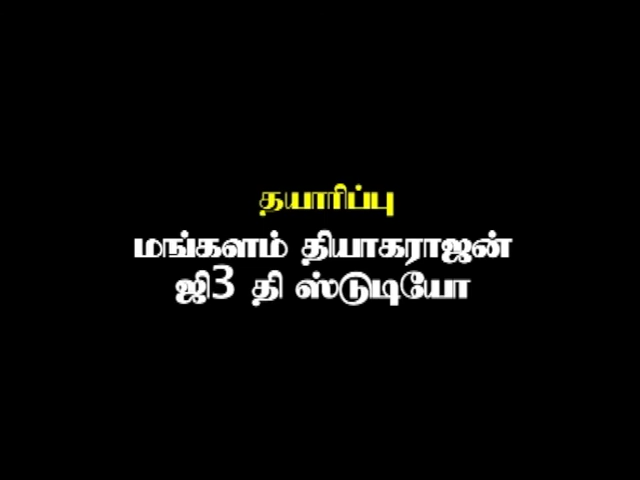 தயாரிப்பு
மங்களம் தியாகராஜன்
ஜி3 தி ஸ்டுடியோ